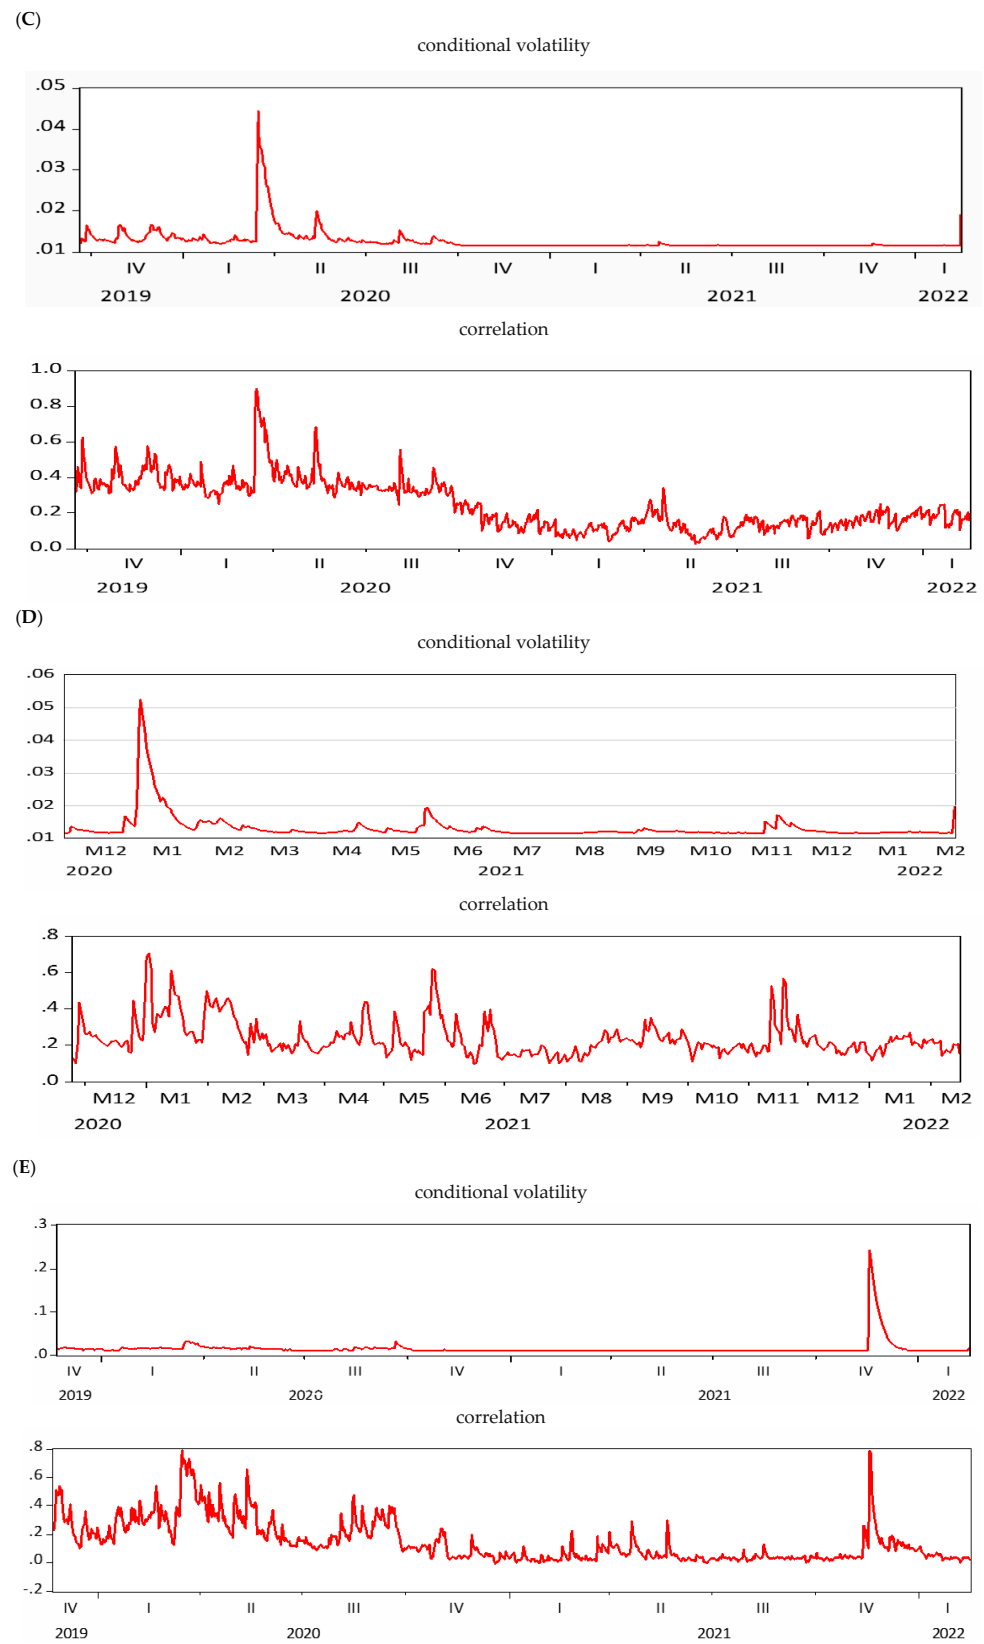 (C)
conditional volatility
.05
.04
.03
.02
.01
IV I II III IV I II III IV I
2019 2020 2021 2022
correlation
1.0
0.8
0.6
0.4
0.2
0.0
IV I II III IV I II III IV I
2019 2020 2021 2022
(D)
conditional volatility
.06
.05
.04
.03
.02
.01
M12 M1 M2 M3 M4 M5 M6 M7 M8 M9 M10 M11 M12 M1 M2
2020 2021 2022
correlation
.8
.6
.4
.2
.0
M12 M1 M2 M3 M4 M5 M6 M7 M8 M9 M10 M11 M12 M1 M2
2020 2021 2022
(E)
conditional volatility
.3
.2
.1
.0
IV I II III IV I II III IV I
2019 2020 2021 2022
correlation
.8
.6
.4
.2
.0
-.2
IV I II III IV I II III IV I
2019 2020 2021 2022